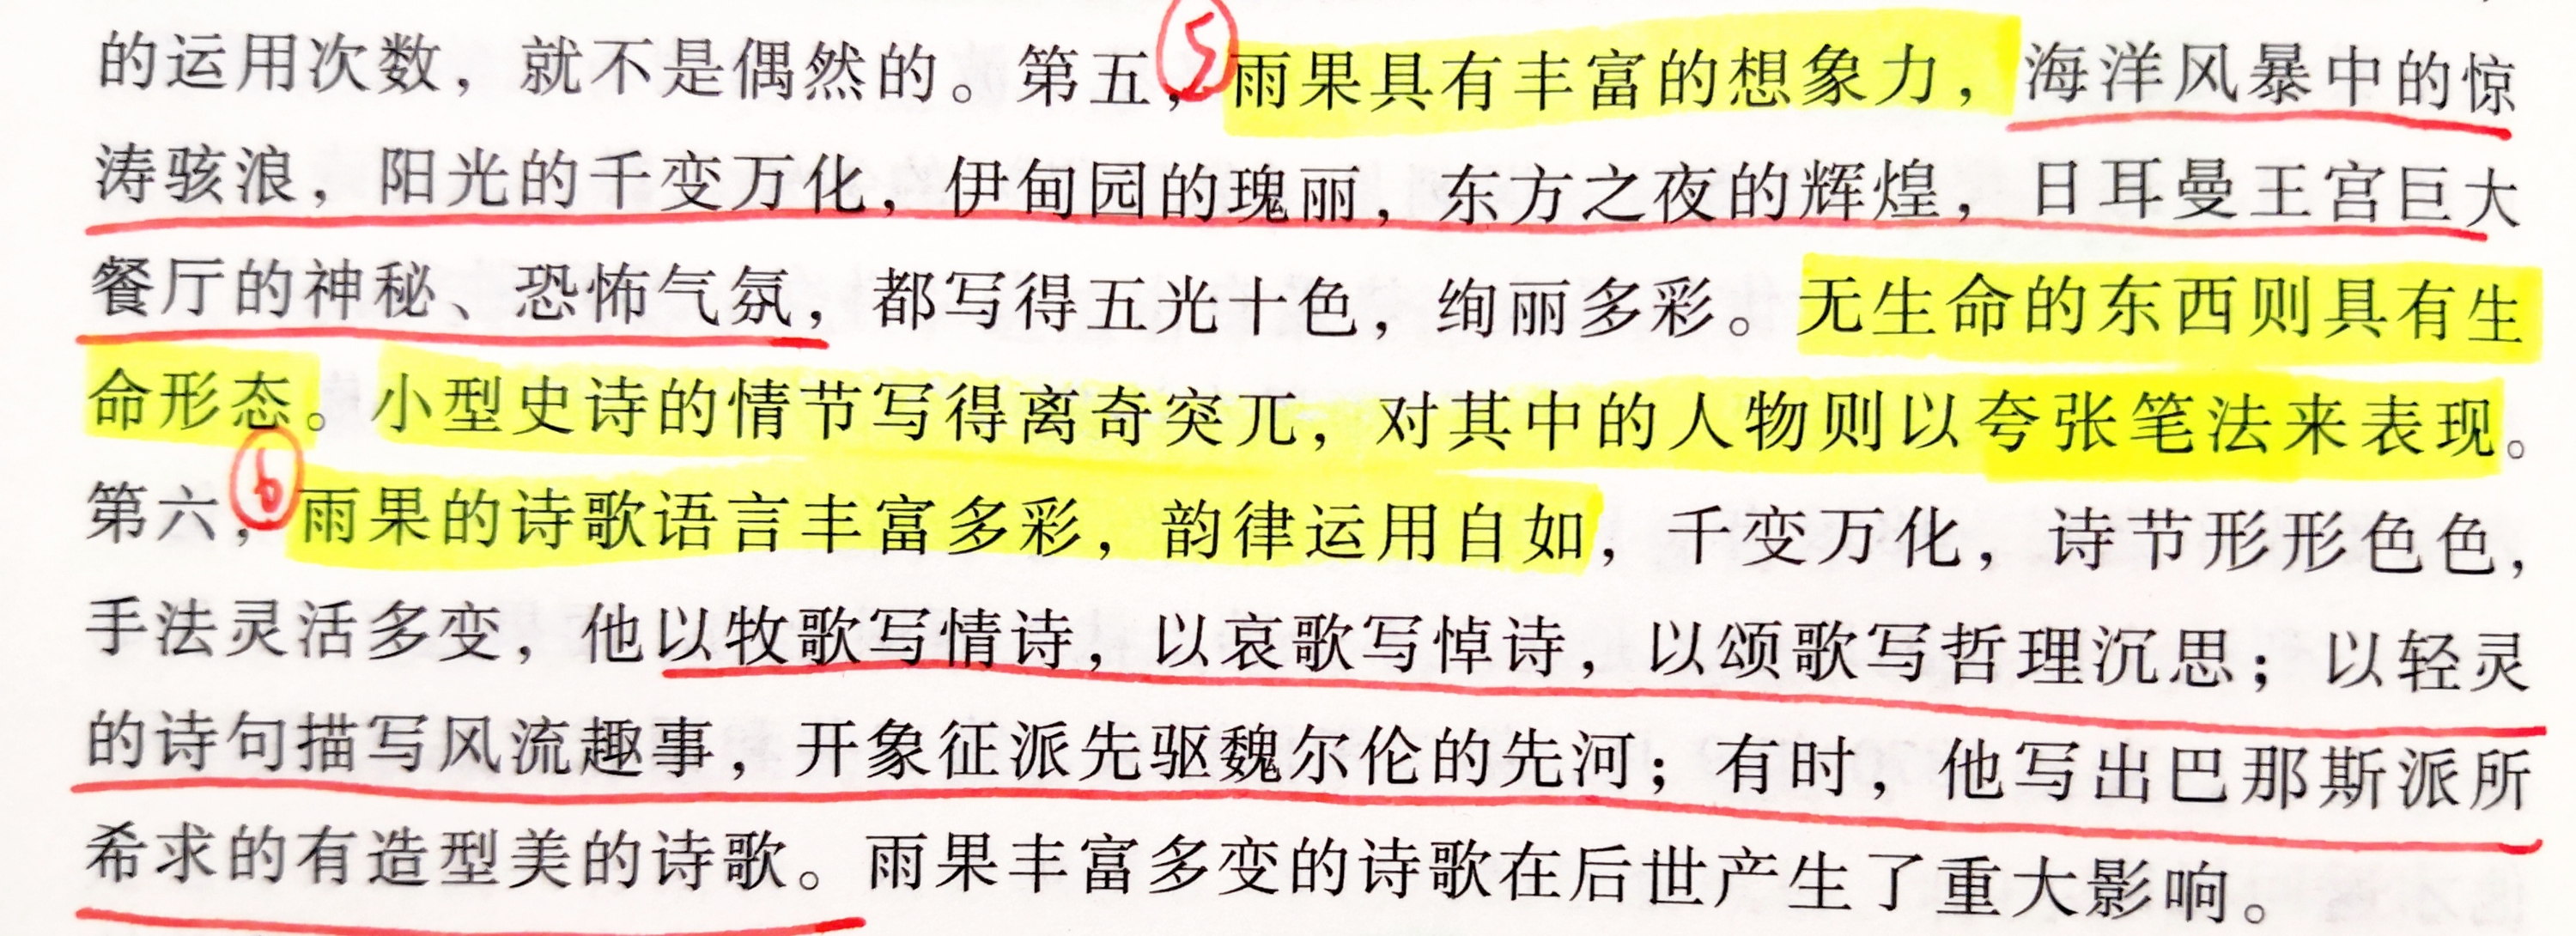 的运用次数，就不是偶然的。第五，⑤雨果具有丰富的想象力，海洋风暴中的惊
涛骇浪，阳光的千变万化，伊甸园的瑰丽，东方之夜的辉煌，日耳曼王宫巨大
餐厅的神秘、恐怖气氛，都写得五光十色，绚丽多彩。无生命的东西则具有生
命形态。小型史诗的情节写得离奇突兀，对其中的人物则以夸张笔法来表现。
第六，⑥雨果的诗歌语言丰富多彩，韵律运用自如，千变万化，诗节形形色色，
手法灵活多变，他以牧歌写情诗，以哀歌写悼诗，以颂歌写哲理沉思；以轻灵
的诗句描写风流趣事，开象征派先驱魏尔伦的先河；有时，他写出巴那斯派所
希求的有造型美的诗歌。雨果丰富多变的诗歌在后世产生了重大影响。